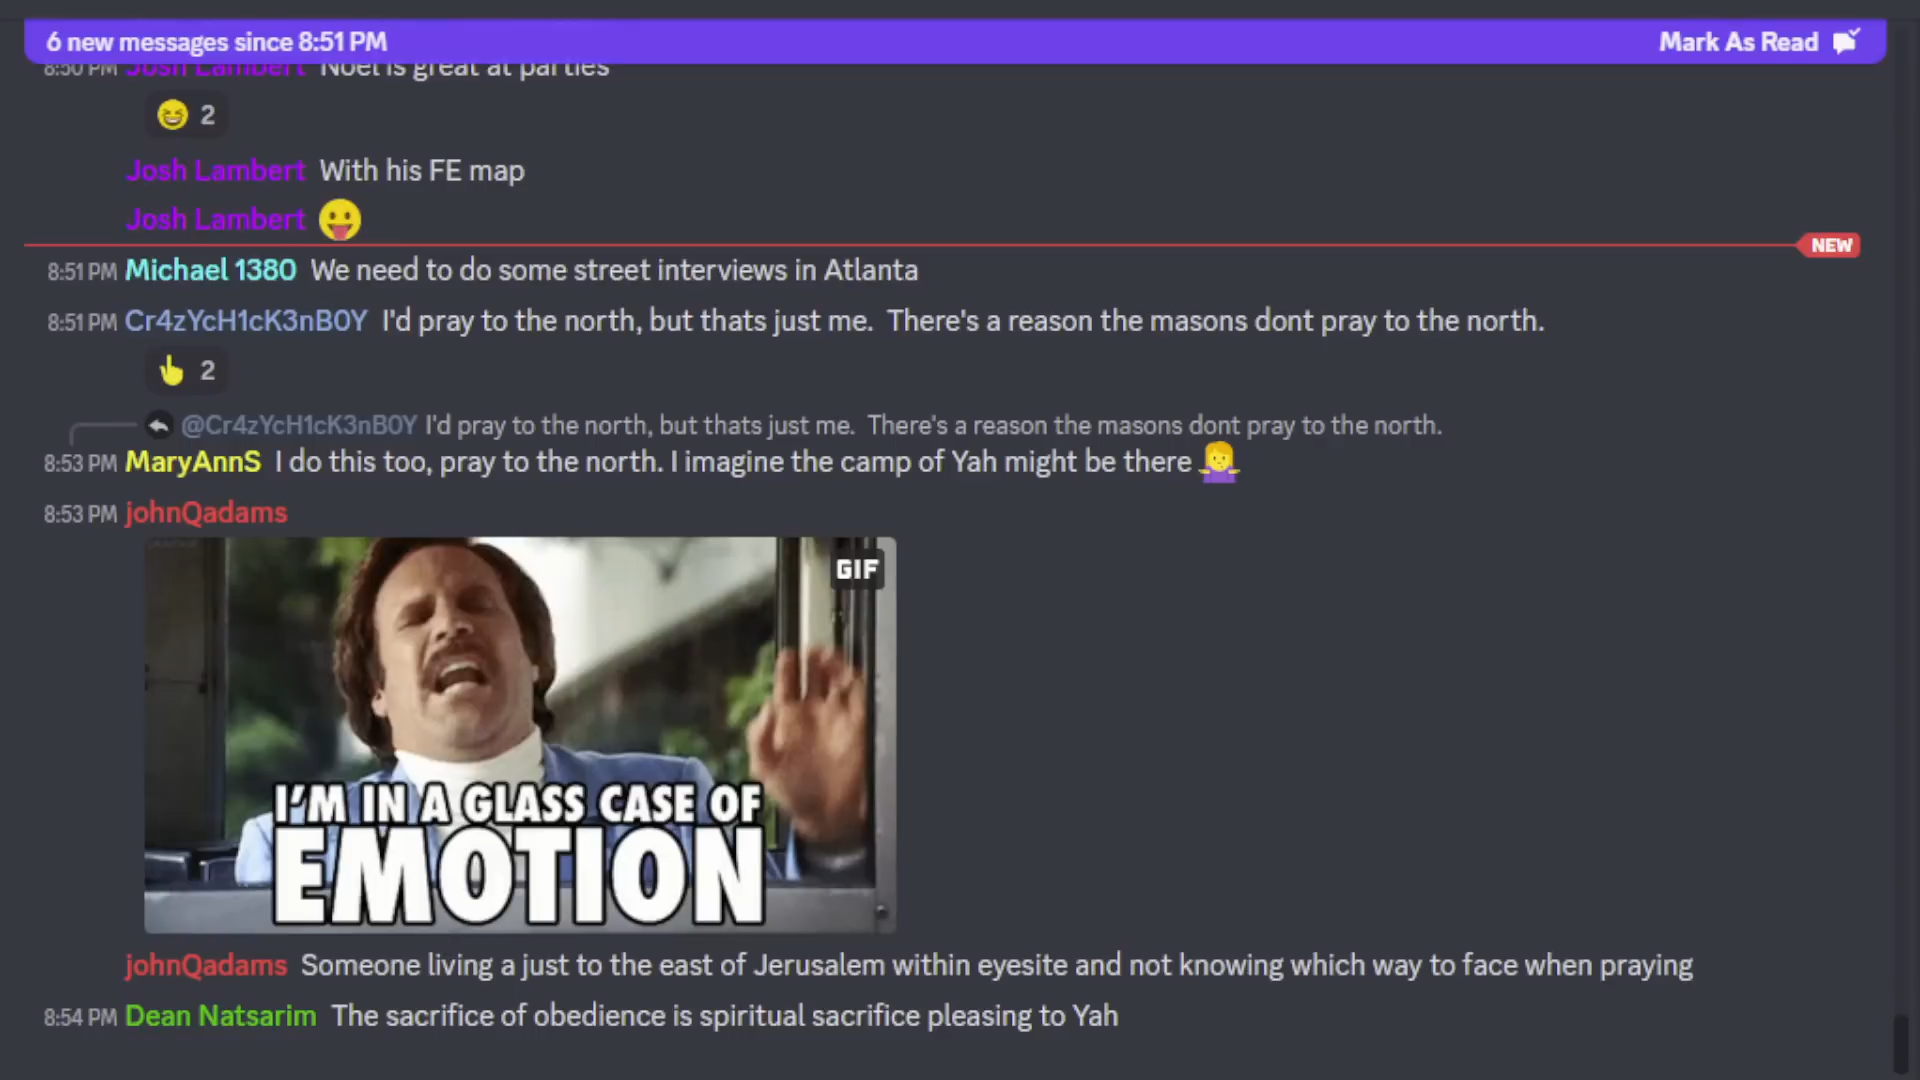 6 new messages since 8:51 PM Mark As Read
8:50 PM Josh Lambert Noel is great at parties
2
Josh Lambert With his FE map
Josh Lambert 😛
NEW
8:51 PM Michael 1380 We need to do some street interviews in Atlanta
8:51 PM Cr4zYcH1cK3nB0Y I'd pray to the north, but thats just me. There's a reason the masons dont pray to the north.
2
@Cr4zYcH1cK3nB0Y I'd pray to the north, but thats just me. There's a reason the masons dont pray to the north.
8:53 PM MaryAnnS I do this too, pray to the north. I imagine the camp of Yah might be there 🤷‍♀️
8:53 PM johnQadams
GIF
I'M IN A GLASS CASE OF
EMOTION
johnQadams Someone living a just to the east of Jerusalem within eyesite and not knowing which way to face when praying
8:54 PM Dean Natsarim The sacrifice of obedience is spiritual sacrifice pleasing to Yah